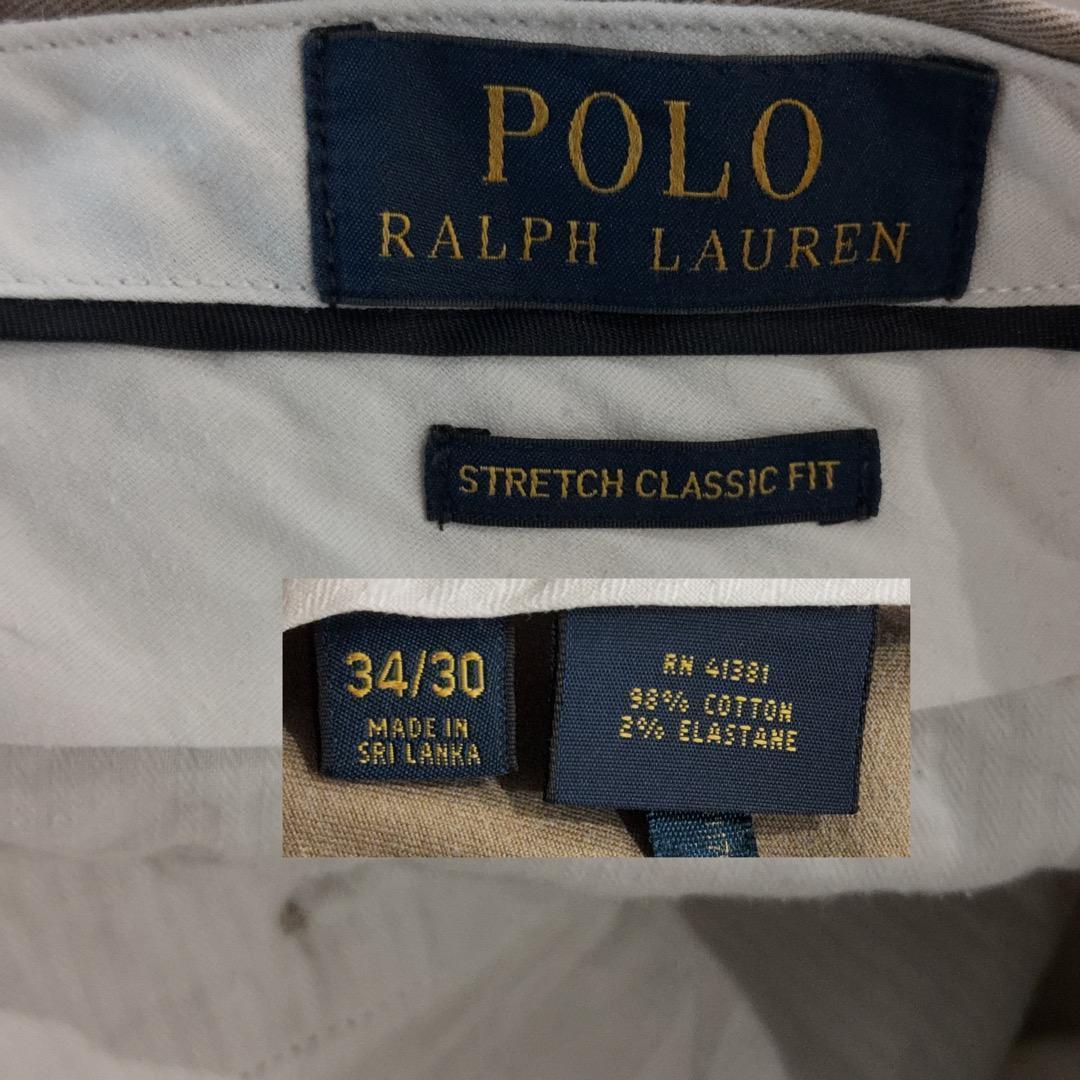 POLO
RALPH LAUREN
STRETCH CLASSIC FIT
34/30
MADE IN
SRI LANKA
RN 41381
98% COTTON
2% ELASTANE